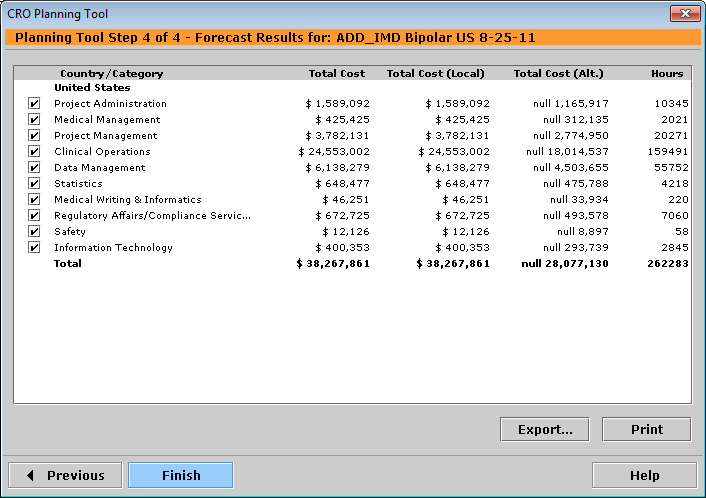 CRO Planning Tool
Planning Tool Step 4 of 4 - Forecast Results for: ADD_IMD Bipolar US 8-25-11
Country/Category Total Cost Total Cost (Local) Total Cost (Alt.) Hours
United States
Project Administration $ 1,589,092 $ 1,589,092 null 1,165,917 10345
Medical Management $ 425,425 $ 425,425 null 312,135 2021
Project Management $ 3,782,131 $ 3,782,131 null 2,774,950 20271
Clinical Operations $ 24,553,002 $ 24,553,002 null 18,014,537 159491
Data Management $ 6,138,279 $ 6,138,279 null 4,503,655 55752
Statistics $ 648,477 $ 648,477 null 475,788 4218
Medical Writing & Informatics $ 46,251 $ 46,251 null 33,934 220
Regulatory Affairs/Compliance Servic... $ 672,725 $ 672,725 null 493,578 7060
Safety $ 12,126 $ 12,126 null 8,897 58
Information Technology $ 400,353 $ 400,353 null 293,739 2845
Total $ 38,267,861 $ 38,267,861 null 28,077,130 262283
Export... Print
Previous Finish Help